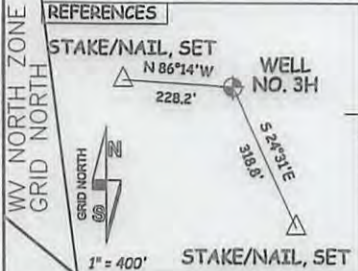 REFERENCES
WV NORTH ZONE
GRID NORTH
STAKE/NAIL, SET
N 86°14'W
228.2'
WELL
NO. 3H
S 24°31'E
318.8'
GRID NORTH
N
S
1" = 400'
STAKE/NAIL, SET